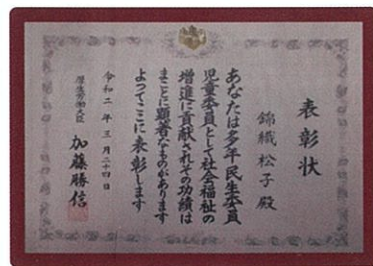 表彰状
錦織松子殿
あなたは多年民生委員
児童委員として社会福祉の
増進に貢献されその功績は
まことに顕著なものがあります
よってここに表彰します
令和二年三月二十四日
厚生労働大臣
加藤勝信